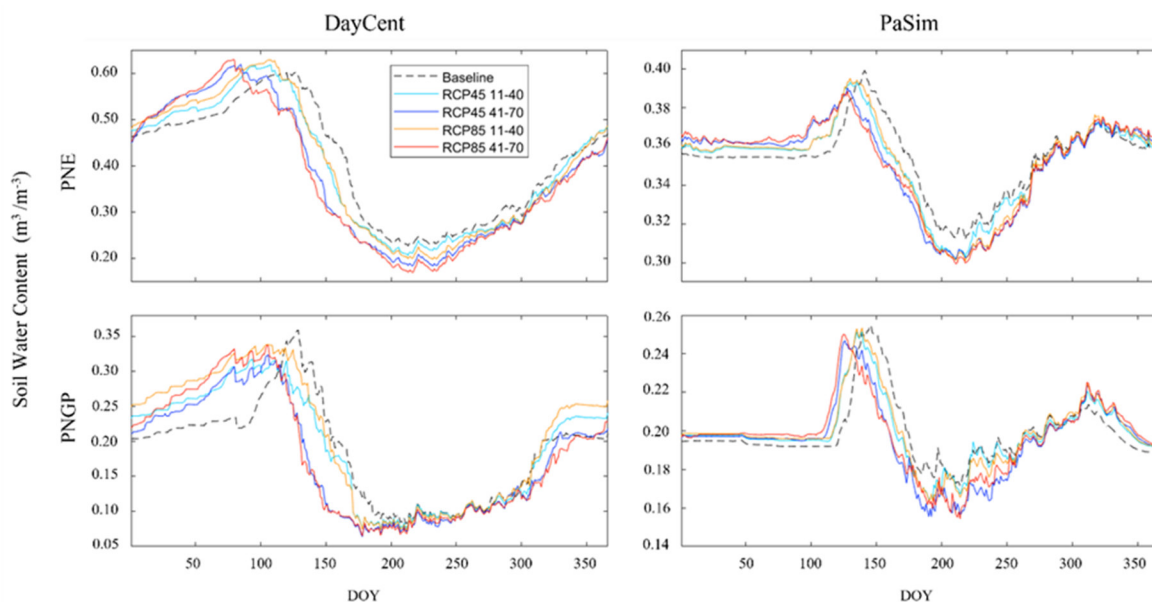 DayCent
PaSim
Soil Water Content (m³/m⁻³)
PNE
0.60
0.50
0.40
0.30
0.20
Baseline
RCP45 11-40
RCP45 41-70
RCP85 11-40
RCP85 41-70
0.40
0.38
0.36
0.34
0.32
0.30
PNGP
0.35
0.30
0.25
0.20
0.15
0.10
0.05
50 100 150 200 250 300 350
DOY
0.26
0.24
0.22
0.20
0.18
0.16
0.14
50 100 150 200 250 300 350
DOY